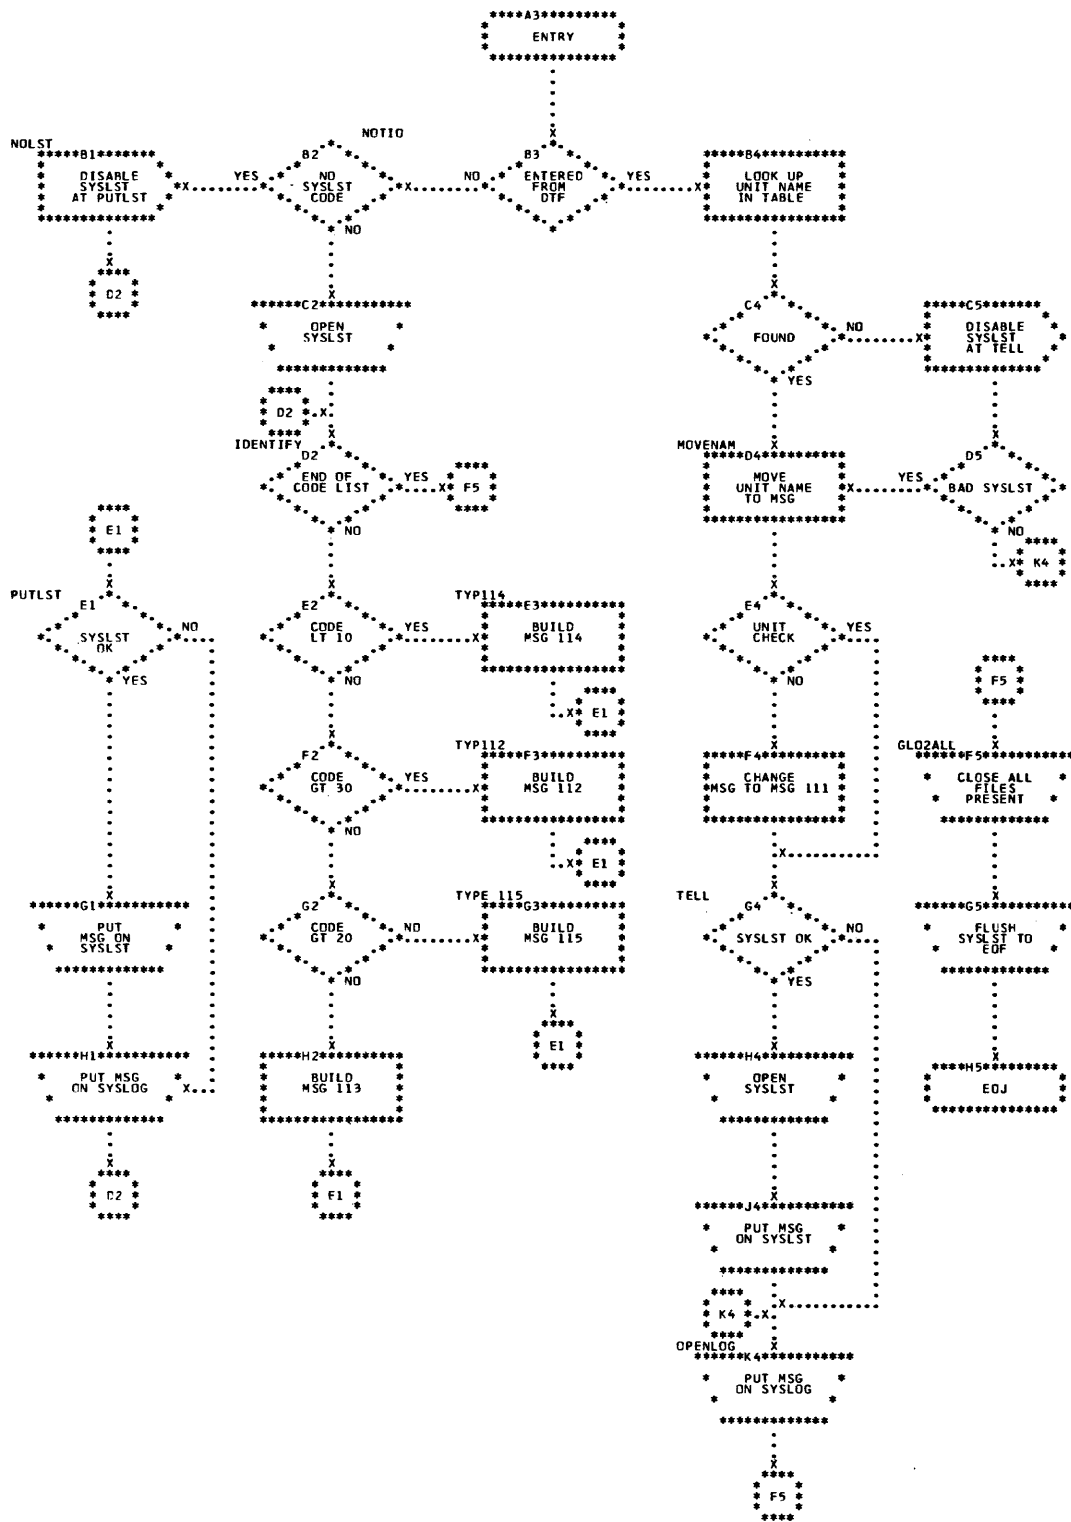 A3
ENTRY
NOTIO
NOLST
B1
DISABLE
SYSLST
AT PUTLST
YES
B2
NO
SYSLST
CODE
NO
NO
B3
ENTERED
FROM
DTF
YES
B4
LOOK UP
UNIT NAME
IN TABLE
D2
C2
OPEN
SYSLST
C4
FOUND
NO
YES
C5
DISABLE
SYSLST
AT TELL
D2
IDENTIFY
D2
END OF
CODE LIST
YES
F5
NO
MOVENAM
D4
MOVE
UNIT NAME
TO MSG
YES
D5
BAD SYSLST
NO
K4
E1
PUTLST
E1
SYSLST
OK
NO
YES
E2
CODE
LT 10
YES
NO
TYP114
E3
BUILD
MSG 114
E1
E4
UNIT
CHECK
YES
NO
F5
F2
CODE
GT 30
YES
NO
TYP112
F3
BUILD
MSG 112
E1
F4
CHANGE
MSG TO MSG 111
GLO2ALL
F5
CLOSE ALL
FILES
PRESENT
G1
PUT
MSG ON
SYSLST
G2
CODE
GT 20
NO
NO
TYPE 115
G3
BUILD
MSG 115
E1
TELL
G4
SYSLST OK
NO
YES
G5
FLUSH
SYSLST TO
EOF
H1
PUT MSG
ON SYSLOG
H2
BUILD
MSG 113
H4
OPEN
SYSLST
H5
EOJ
D2
E1
J4
PUT MSG
ON SYSLST
K4
OPENLOG
K4
PUT MSG
ON SYSLOG
F5